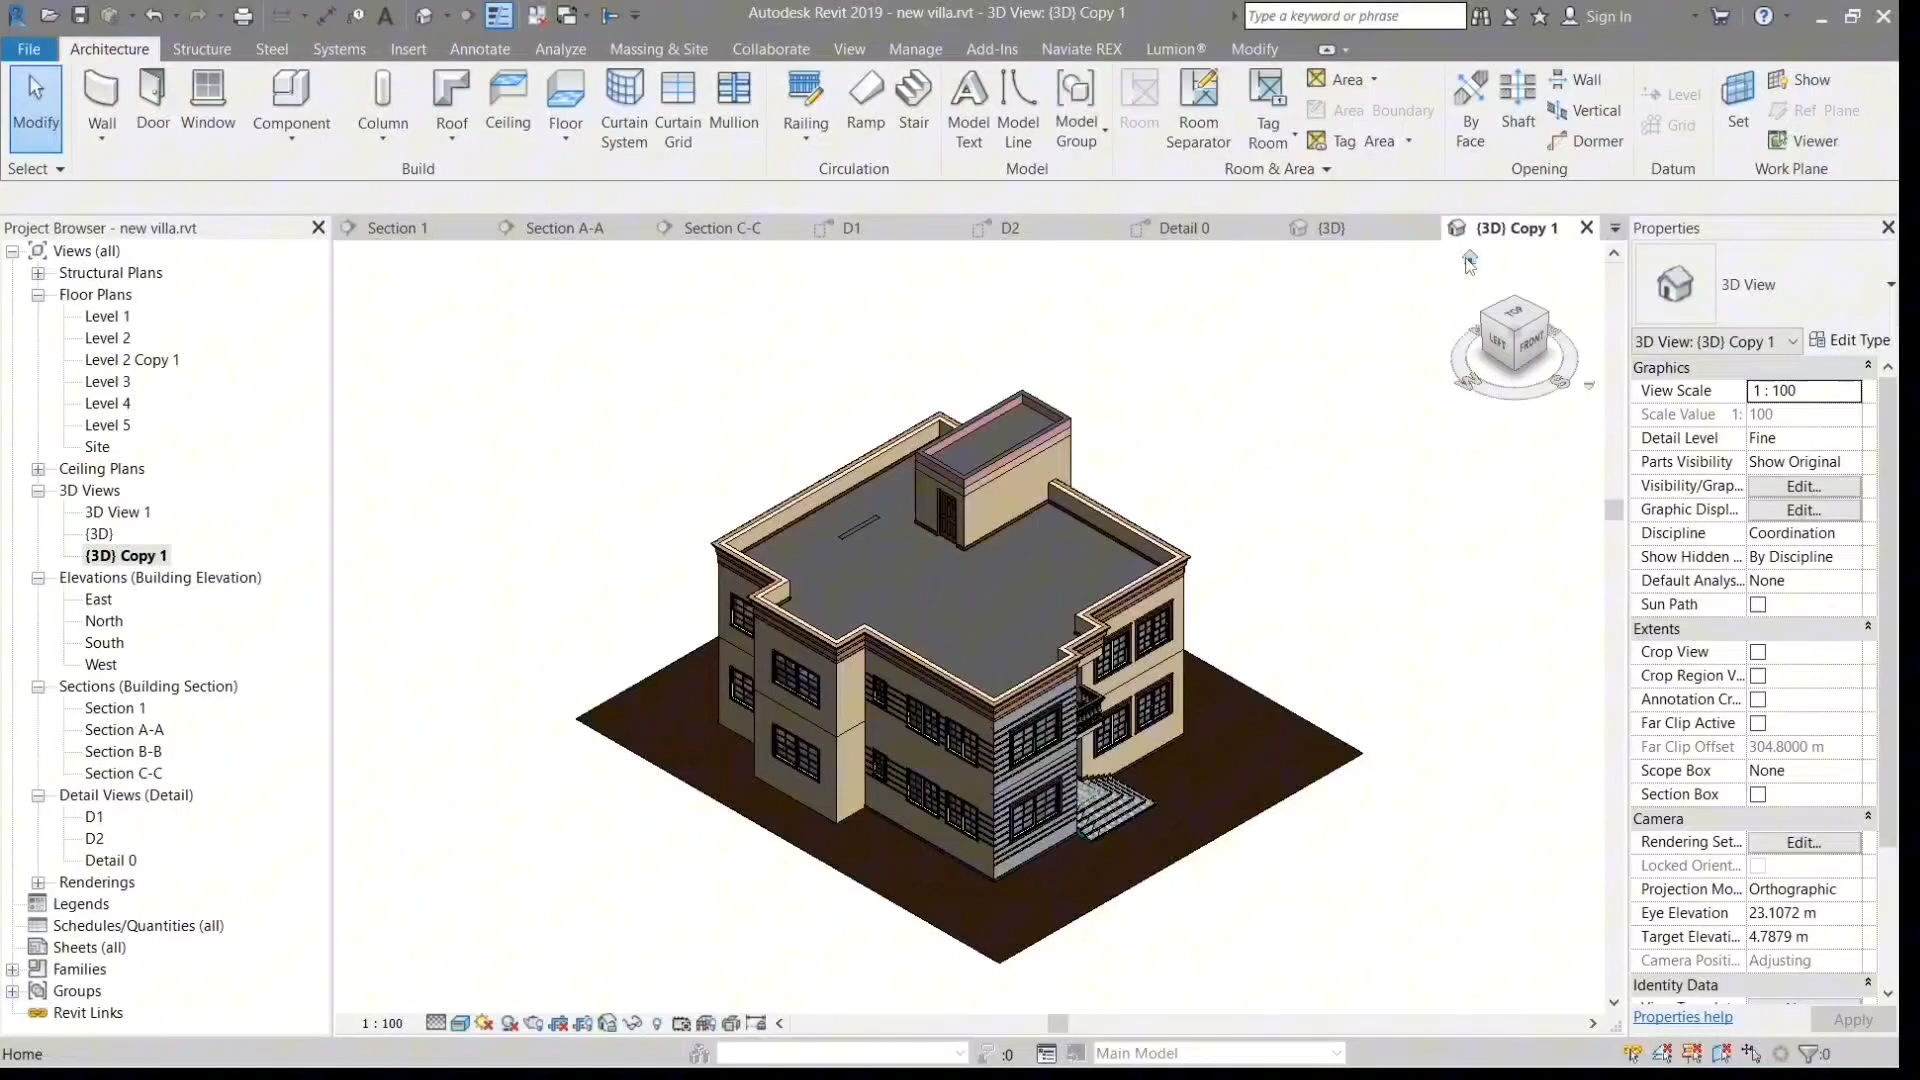 Autodesk Revit 2019 - new villa.rvt - 3D View: {3D} Copy 1
Type a keyword or phrase
Sign In
File Architecture Structure Steel Systems Insert Annotate Analyze Massing & Site Collaborate View Manage Add-Ins Naviate REX Lumion® Modify
Modify
Wall
Door
Window
Component
Column
Roof
Ceiling
Floor
Curtain System
Curtain Grid
Mullion
Railing
Ramp
Stair
Model Text
Model Line
Model Group
Room
Room Separator
Tag Room
Area
Area Boundary
Tag Area
By Face
Shaft
Wall
Vertical
Dormer
Level
Grid
Set
Show
Ref Plane
Viewer
Select
Build
Circulation
Model
Room & Area
Opening
Datum
Work Plane
Project Browser - new villa.rvt
Views (all)
Structural Plans
Floor Plans
Level 1
Level 2
Level 2 Copy 1
Level 3
Level 4
Level 5
Site
Ceiling Plans
3D Views
3D View 1
{3D}
{3D} Copy 1
Elevations (Building Elevation)
East
North
South
West
Sections (Building Section)
Section 1
Section A-A
Section B-B
Section C-C
Detail Views (Detail)
D1
D2
Detail 0
Renderings
Legends
Schedules/Quantities (all)
Sheets (all)
Families
Groups
Revit Links
Section 1
Section A-A
Section C-C
D1
D2
Detail 0
{3D}
{3D} Copy 1
TOP
LEFT
FRONT
W
S
1 : 100
Properties
3D View
3D View: {3D} Copy 1
Edit Type
Graphics
View Scale 1 : 100
Scale Value 1: 100
Detail Level Fine
Parts Visibility Show Original
Visibility/Grap... Edit...
Graphic Displ... Edit...
Discipline Coordination
Show Hidden ... By Discipline
Default Analys... None
Sun Path
Extents
Crop View
Crop Region V...
Annotation Cr...
Far Clip Active
Far Clip Offset 304.8000 m
Scope Box None
Section Box
Camera
Rendering Set... Edit...
Locked Orient...
Projection Mo... Orthographic
Eye Elevation 23.1072 m
Target Elevati... 4.7879 m
Camera Positi... Adjusting
Identity Data
Properties help
Apply
Home
:0
Main Model
:0